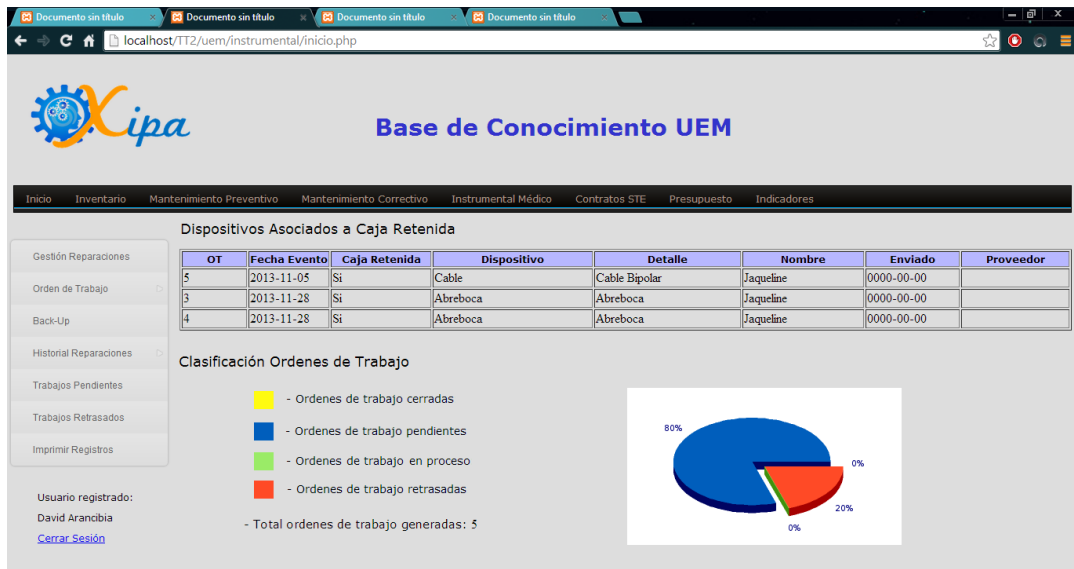 Documento sin título
Documento sin título
Documento sin título
Documento sin título
localhost/TT2/uem/instrumental/inicio.php
Xipa
Base de Conocimiento UEM
Inicio Inventario Mantenimiento Preventivo Mantenimiento Correctivo Instrumental Médico Contratos STE Presupuesto Indicadores
Gestión Reparaciones
Orden de Trabajo
Back-Up
Historial Reparaciones
Trabajos Pendientes
Trabajos Retrasados
Imprimir Registros
Usuario registrado:
David Arancibia
Cerrar Sesión
Dispositivos Asociados a Caja Retenida
OT Fecha Evento Caja Retenida Dispositivo Detalle Nombre Enviado Proveedor
5 2013-11-05 Si Cable Cable Bipolar Jaqueline 0000-00-00
3 2013-11-28 Si Abreboca Abreboca Jaqueline 0000-00-00
4 2013-11-28 Si Abreboca Abreboca Jaqueline 0000-00-00
Clasificación Ordenes de Trabajo
- Ordenes de trabajo cerradas
- Ordenes de trabajo pendientes
- Ordenes de trabajo en proceso
- Ordenes de trabajo retrasadas
- Total ordenes de trabajo generadas: 5
80%
0%
20%
0%